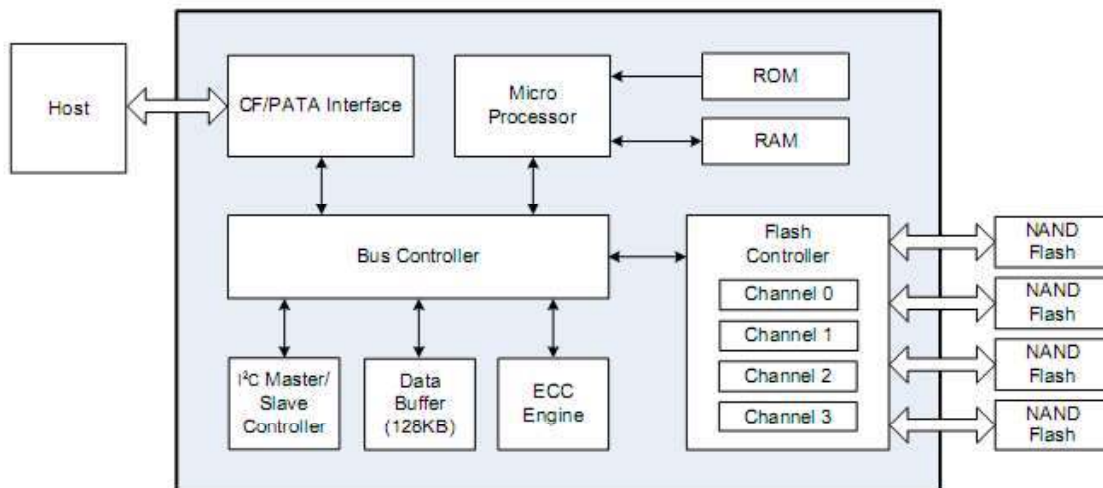 Host
CF/PATA Interface
Micro
Processor
ROM
RAM
Bus Controller
Flash
Controller
Channel 0
Channel 1
Channel 2
Channel 3
NAND
Flash
NAND
Flash
NAND
Flash
NAND
Flash
I²C Master/
Slave
Controller
Data
Buffer
(128KB)
ECC
Engine